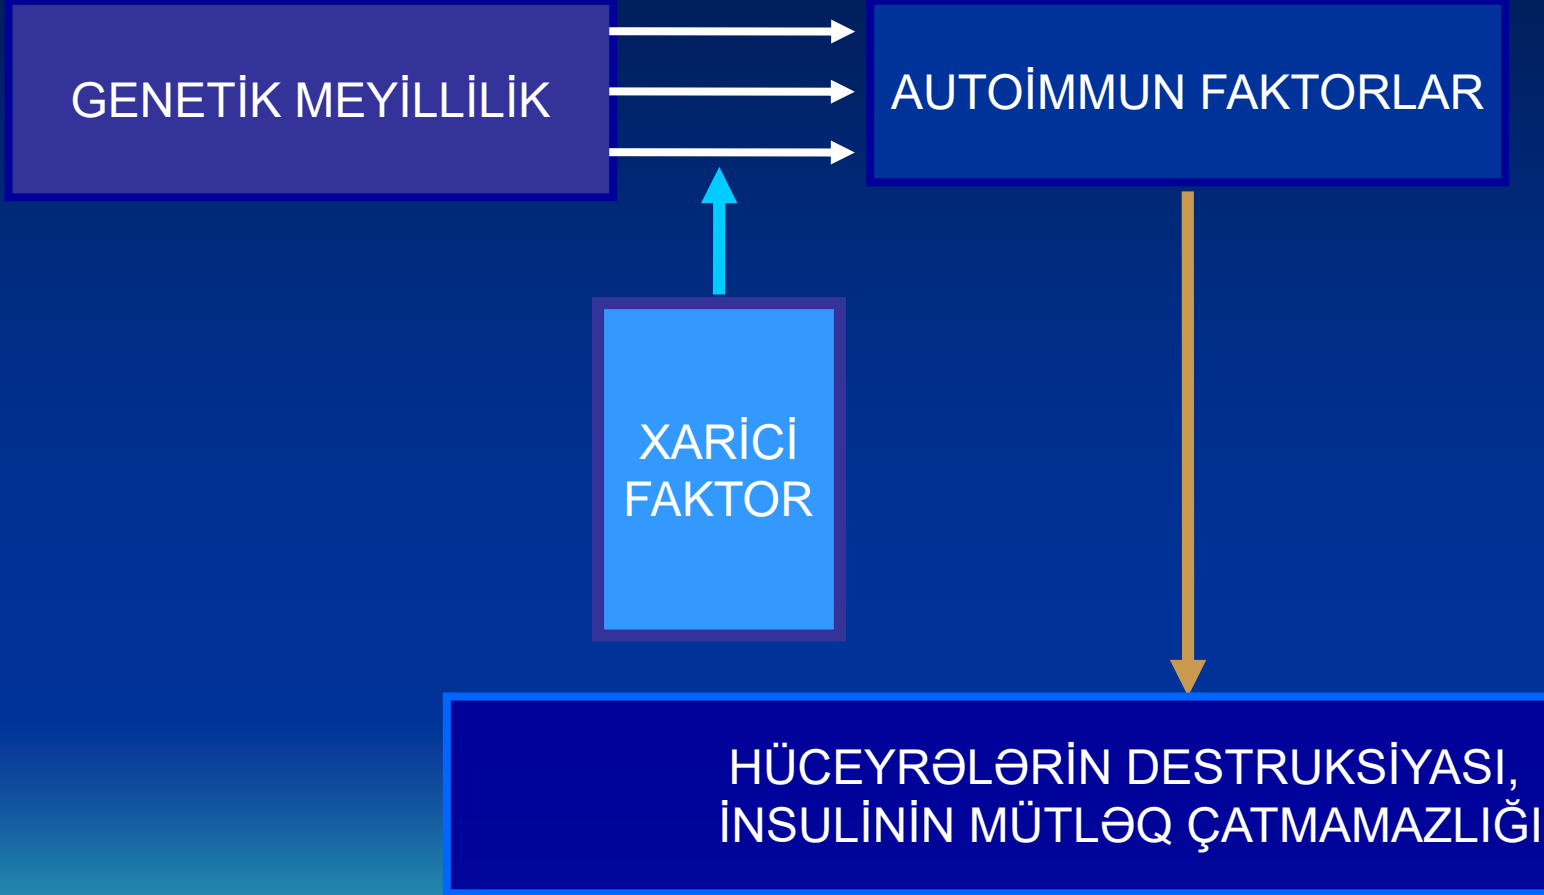 GENETİK MEYİLLİLİK
AUTOİMMUN FAKTORLAR
XARİCİ
FAKTOR
HÜCEYRƏLƏRİN DESTRUKSİYASI,
İNSULİNİN MÜTLƏQ ÇATMAMAZLIĞI